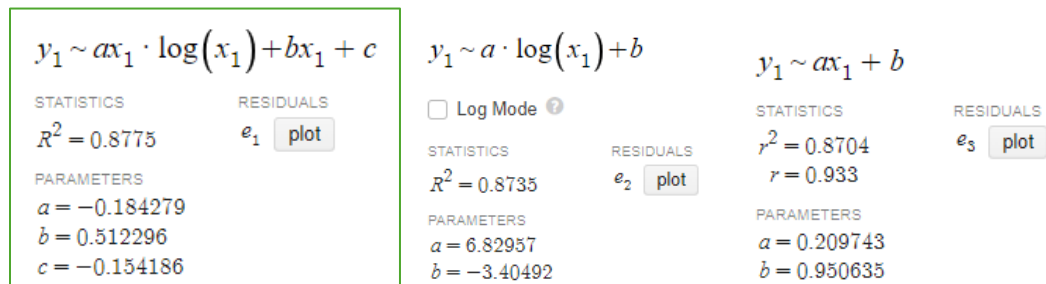 y₁ ~ ax₁ · log(x₁)+bx₁ + c
STATISTICS
RESIDUALS
R² = 0.8775
e₁ plot
PARAMETERS
a = −0.184279
b = 0.512296
c = −0.154186
y₁ ~ a · log(x₁)+b
Log Mode ?
STATISTICS
RESIDUALS
R² = 0.8735
e₂ plot
PARAMETERS
a = 6.82957
b = −3.40492
y₁ ~ ax₁ + b
STATISTICS
RESIDUALS
r² = 0.8704
e₃ plot
r = 0.933
PARAMETERS
a = 0.209743
b = 0.950635